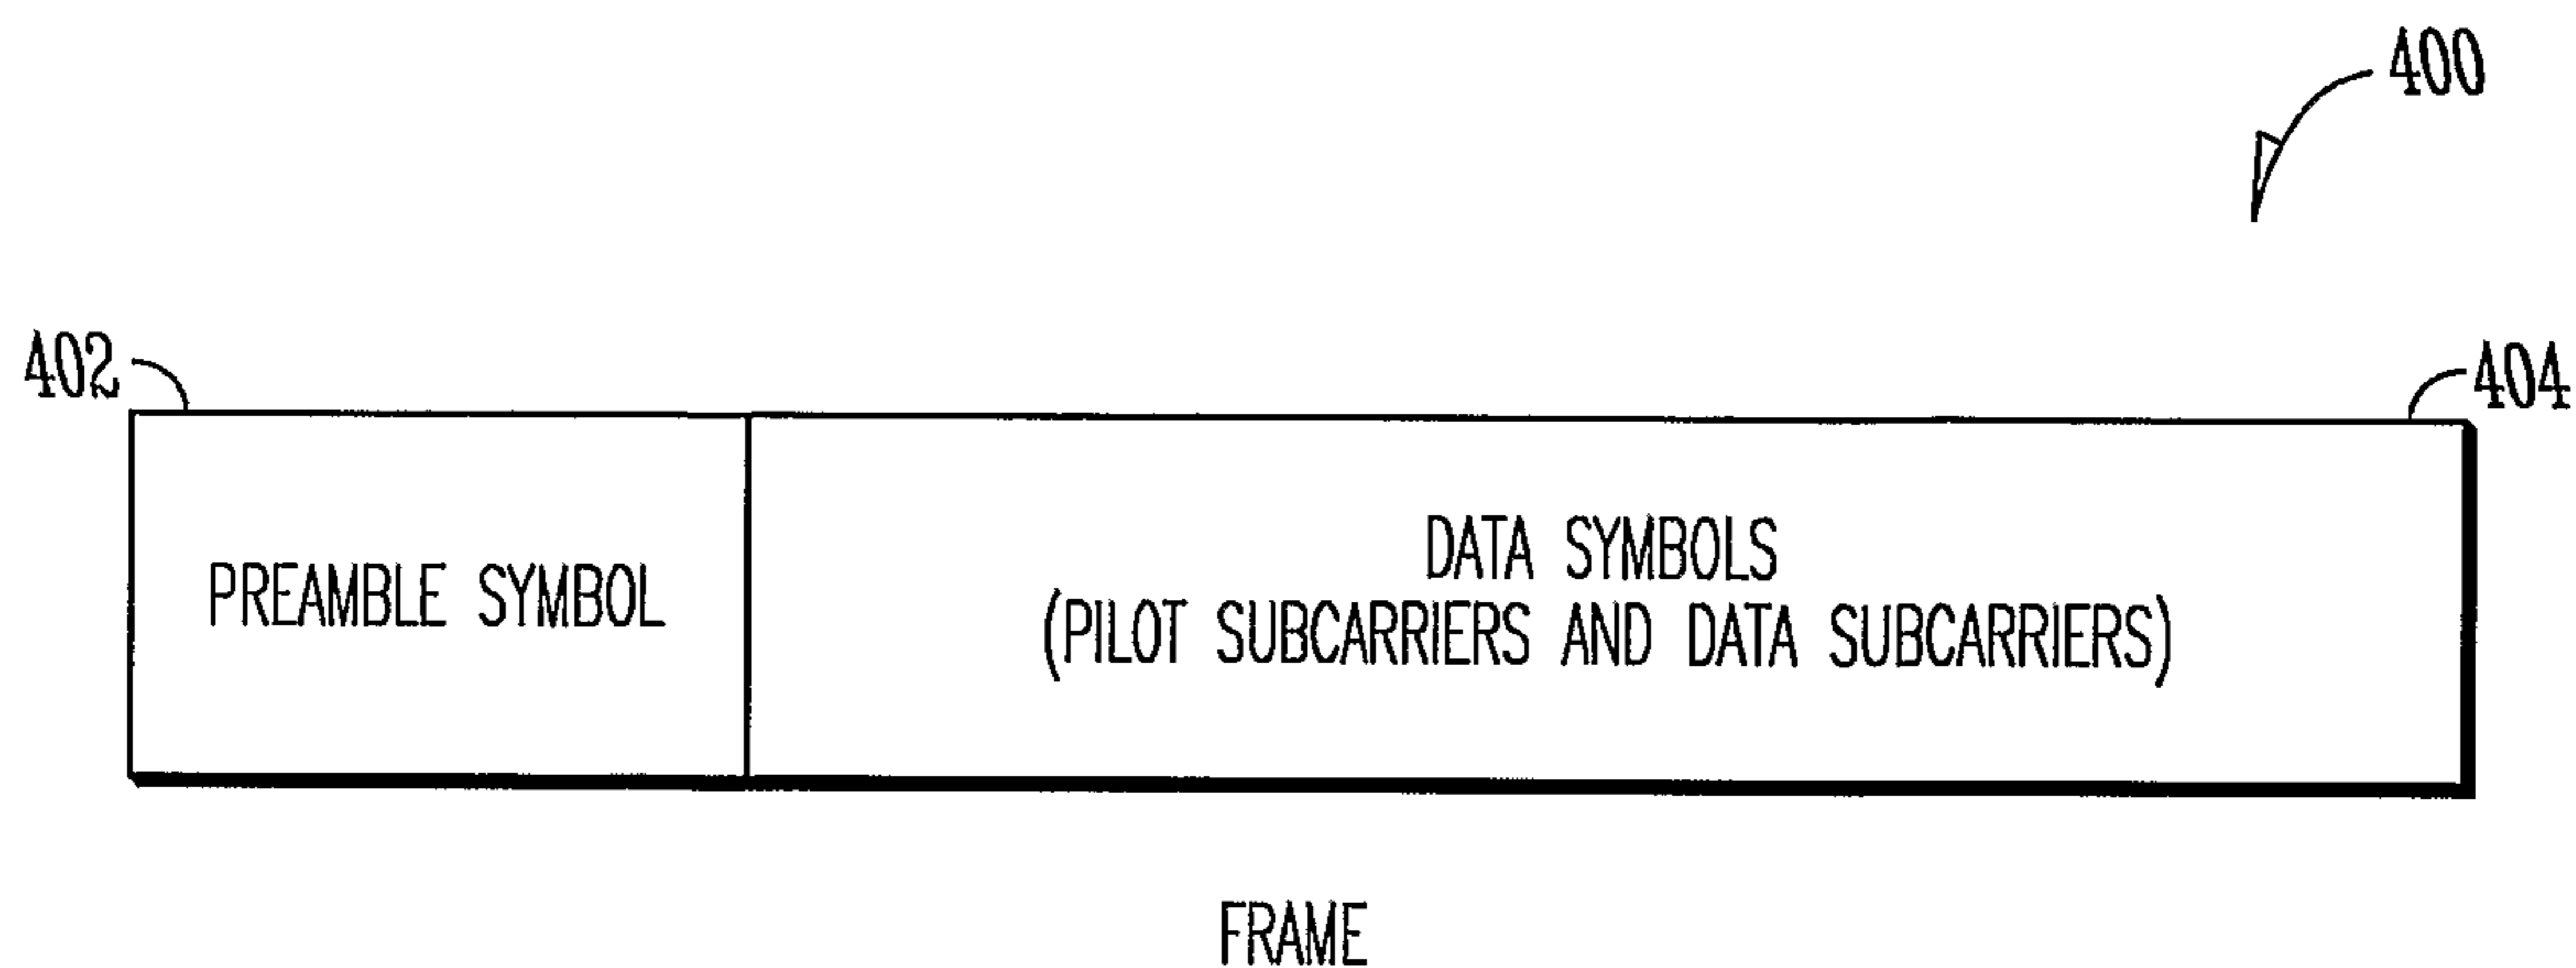 400
402
404
PREAMBLE SYMBOL
DATA SYMBOLS
(PILOT SUBCARRIERS AND DATA SUBCARRIERS)
FRAME